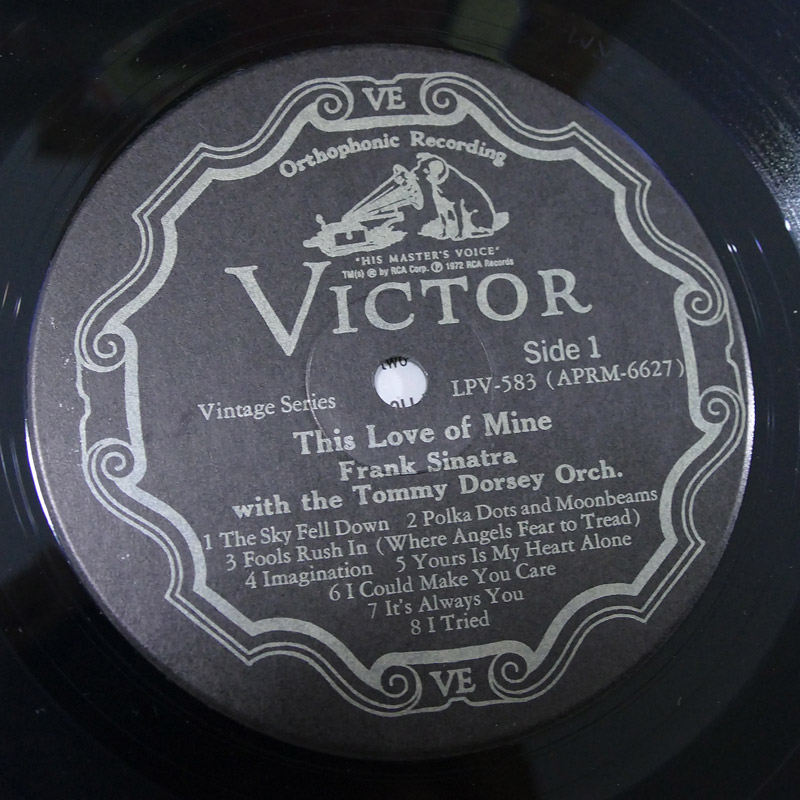 VE
Orthophonic Recording
"HIS MASTER'S VOICE"
TM(s) ® by RCA Corp. ℗ 1972 RCA Records
VICTOR
Side 1
LPV-583 (APRM-6627)
Vintage Series
This Love of Mine
Frank Sinatra
with the Tommy Dorsey Orch.
1 The Sky Fell Down 2 Polka Dots and Moonbeams
3 Fools Rush In (Where Angels Fear to Tread)
4 Imagination 5 Yours Is My Heart Alone
6 I Could Make You Care
7 It's Always You
8 I Tried
VE